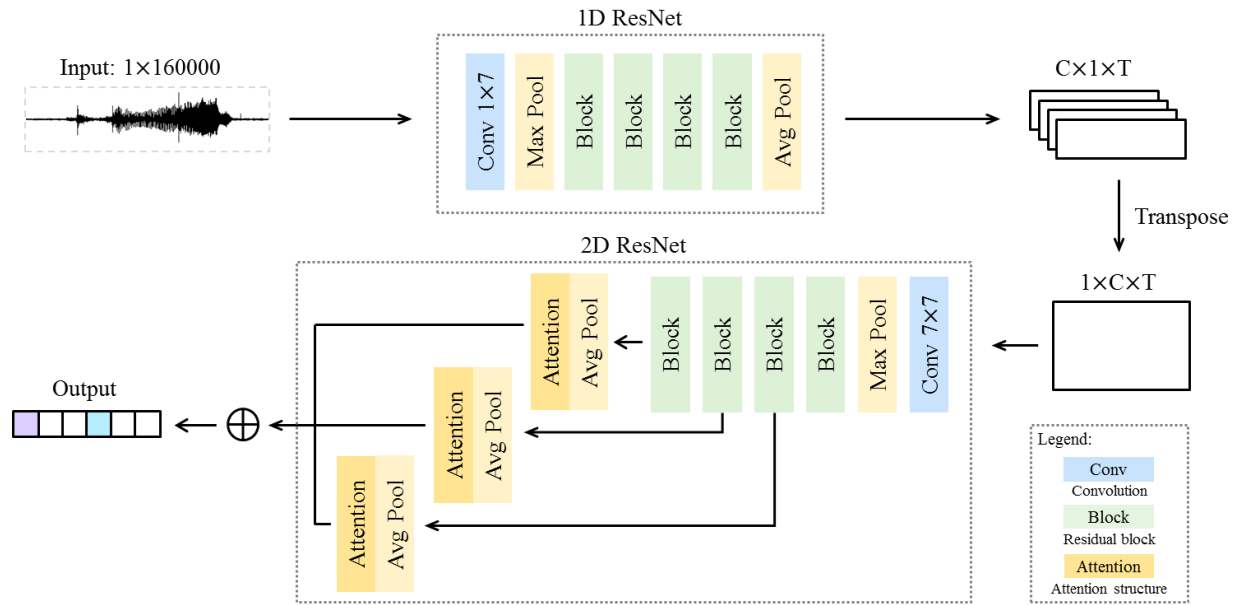 1D ResNet
Input: 1×160000
Conv 1×7
Max Pool
Block
Block
Block
Block
Avg Pool
C×1×T
Transpose
2D ResNet
1×C×T
Attention
Avg Pool
Block
Block
Block
Block
Max Pool
Conv 7×7
Attention
Avg Pool
Attention
Avg Pool
Output
Legend:
Conv
Convolution
Block
Residual block
Attention
Attention structure